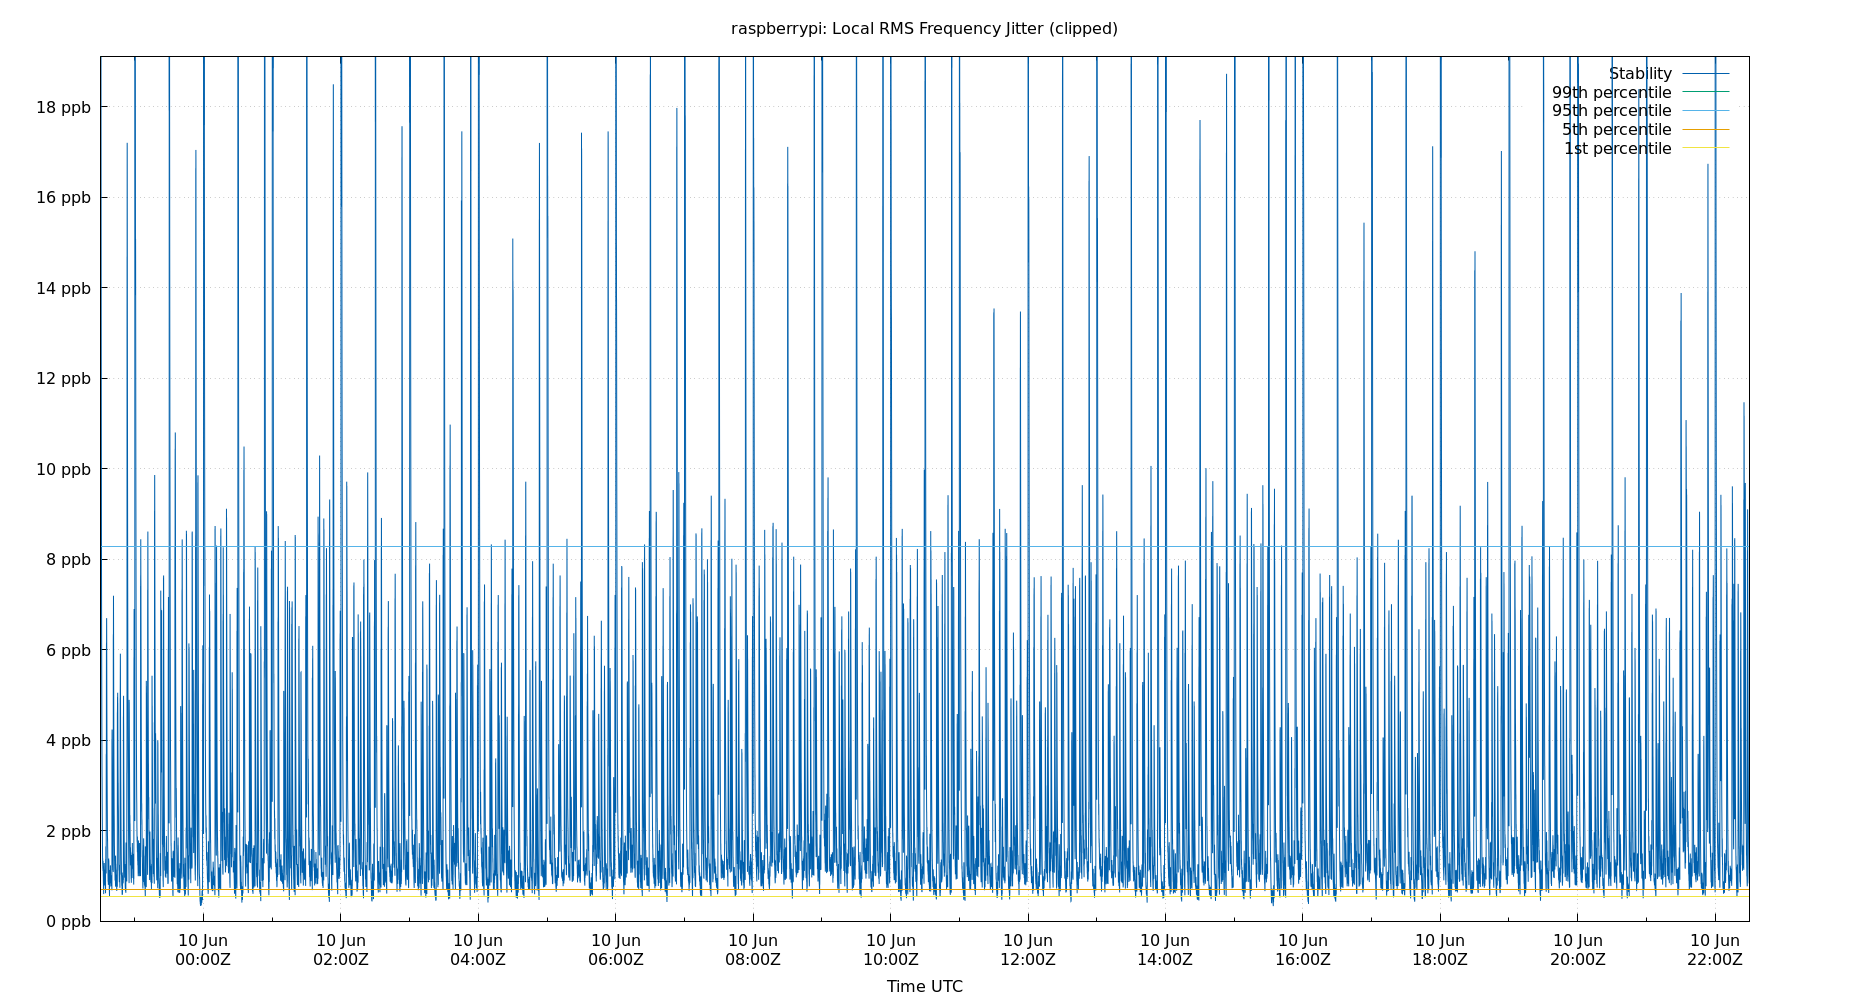 raspberrypi: Local RMS Frequency Jitter (clipped)
Stability
99th percentile
95th percentile
5th percentile
1st percentile
18 ppb
16 ppb
14 ppb
12 ppb
10 ppb
8 ppb
6 ppb
4 ppb
2 ppb
0 ppb
10 Jun 10 Jun 10 Jun 10 Jun 10 Jun 10 Jun 10 Jun 10 Jun 10 Jun 10 Jun 10 Jun 10 Jun
00:00Z 02:00Z 04:00Z 06:00Z 08:00Z 10:00Z 12:00Z 14:00Z 16:00Z 18:00Z 20:00Z 22:00Z
Time UTC